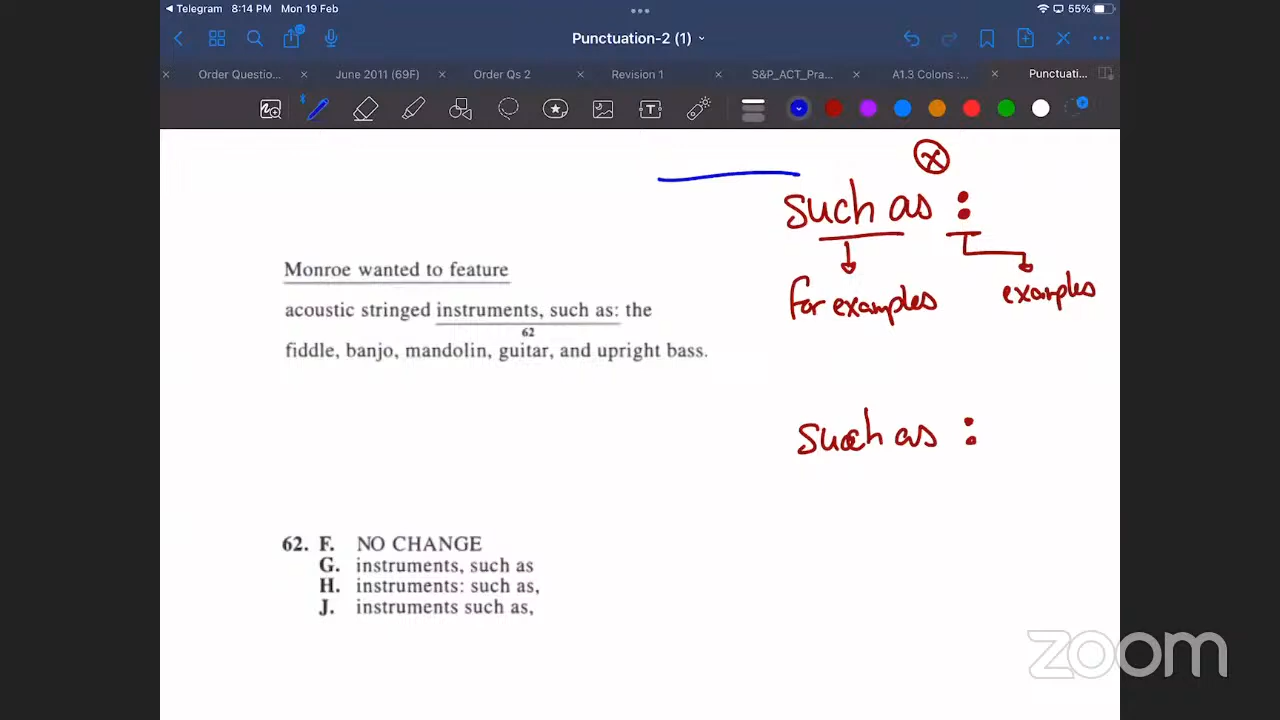 Telegram 8:14 PM Mon 19 Feb 55%
Punctuation-2 (1)
Order Questio... June 2011 (69F) Order Qs 2 Revision 1 S&P_ACT_Pra... A1.3 Colons :... Punctuati...
such as :
for examples examples
Monroe wanted to feature
acoustic stringed instruments, such as: the
62
fiddle, banjo, mandolin, guitar, and upright bass.
such as :
62. F. NO CHANGE
G. instruments, such as
H. instruments: such as,
J. instruments such as,
zoom